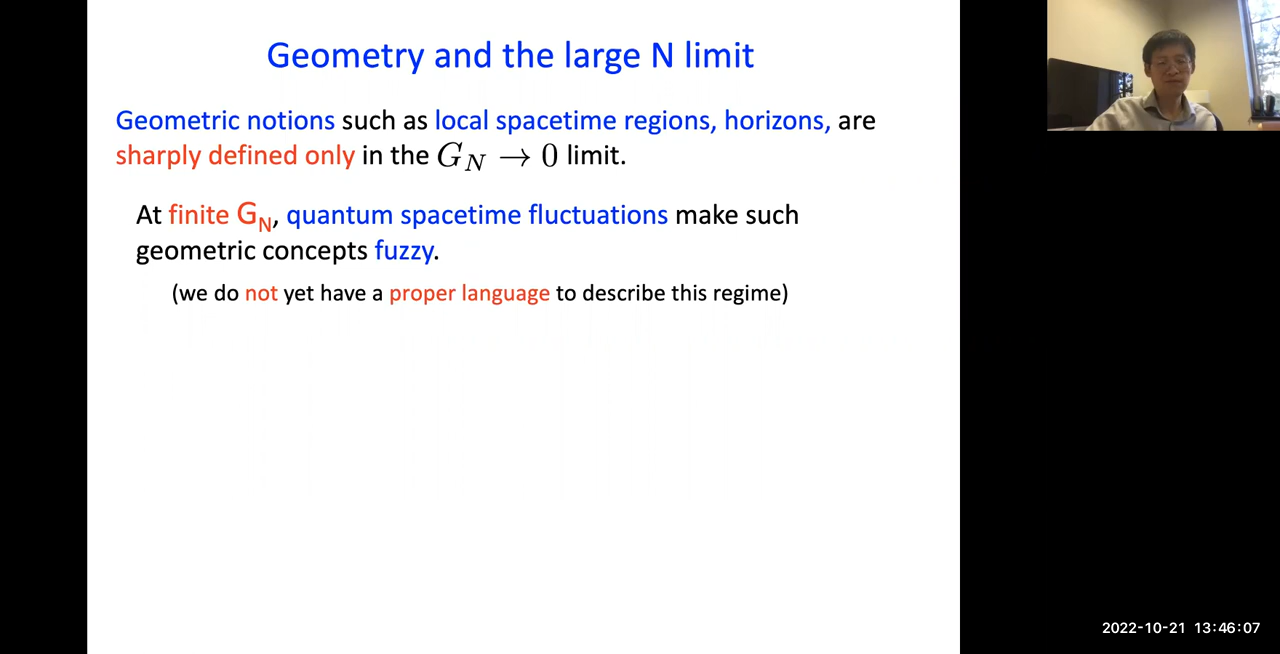 Geometry and the large N limit
Geometric notions such as local spacetime regions, horizons, are
sharply defined only in the G_N → 0 limit.
At finite G_N, quantum spacetime fluctuations make such
geometric concepts fuzzy.
(we do not yet have a proper language to describe this regime)
2022-10-21 13:46:07